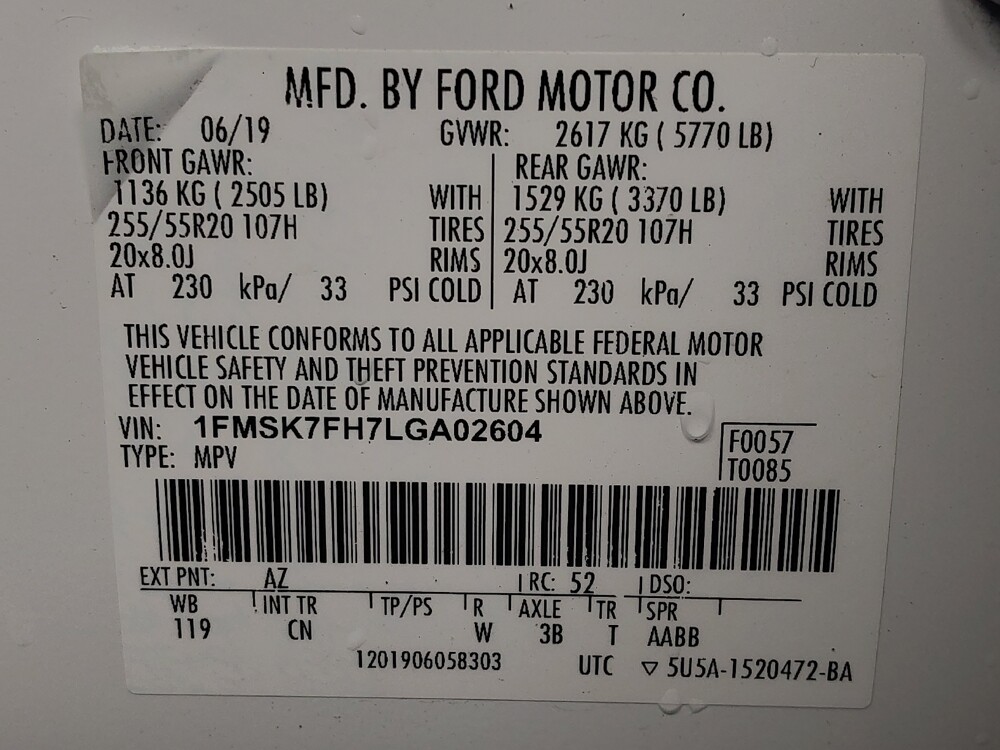 MFD. BY FORD MOTOR CO.
DATE: 06/19 GVWR: 2617 KG ( 5770 LB)
FRONT GAWR: REAR GAWR:
1136 KG ( 2505 LB) WITH 1529 KG ( 3370 LB) WITH
255/55R20 107H TIRES 255/55R20 107H TIRES
20x8.0J RIMS 20x8.0J RIMS
AT 230 kPa/ 33 PSI COLD AT 230 kPa/ 33 PSI COLD
THIS VEHICLE CONFORMS TO ALL APPLICABLE FEDERAL MOTOR
VEHICLE SAFETY AND THEFT PREVENTION STANDARDS IN
EFFECT ON THE DATE OF MANUFACTURE SHOWN ABOVE.
VIN: 1FMSK7FH7LGA02604 F0057
TYPE: MPV T0085
EXT PNT: AZ RC: 52 DSO:
WB INT TR TP/PS R AXLE TR SPR
119 CN W 3B T AABB
1201906058303 UTC ▽ 5U5A-1520472-BA